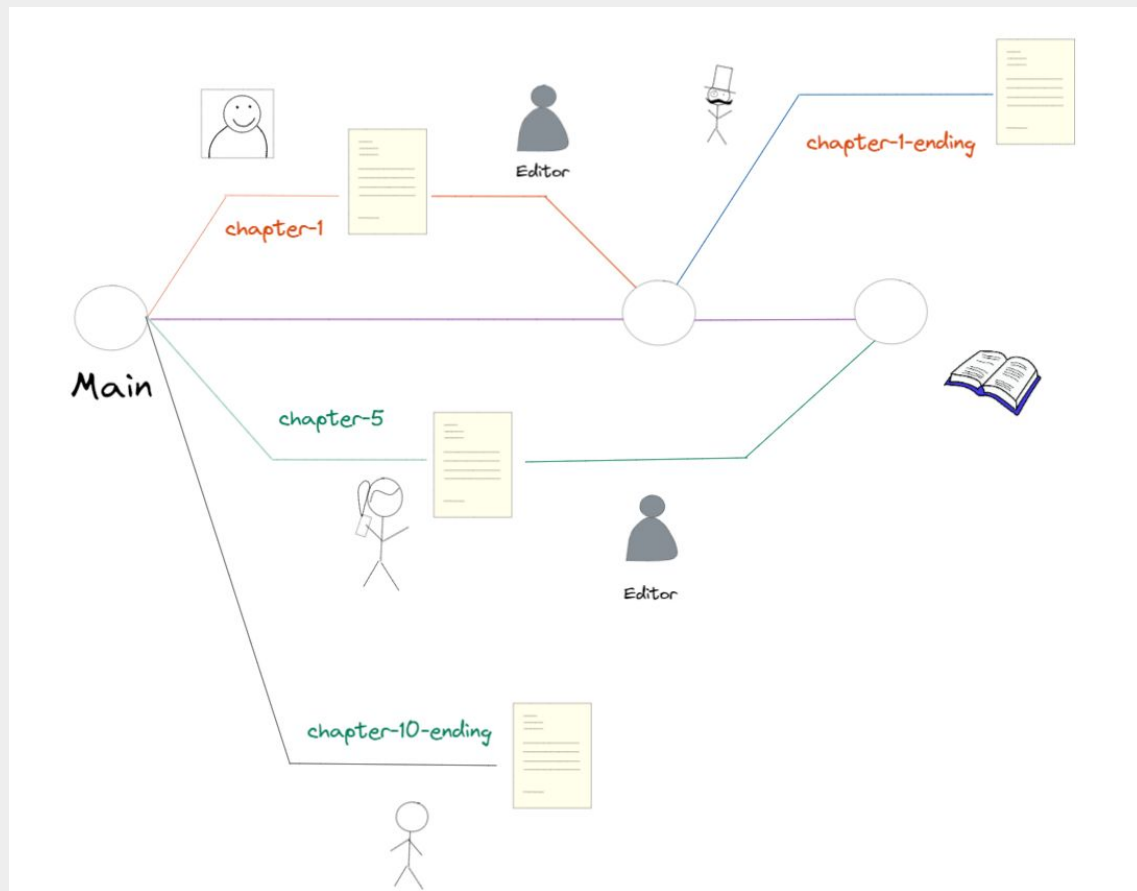 Editor
chapter-1-ending
chapter-1
Main
chapter-5
Editor
chapter-10-ending